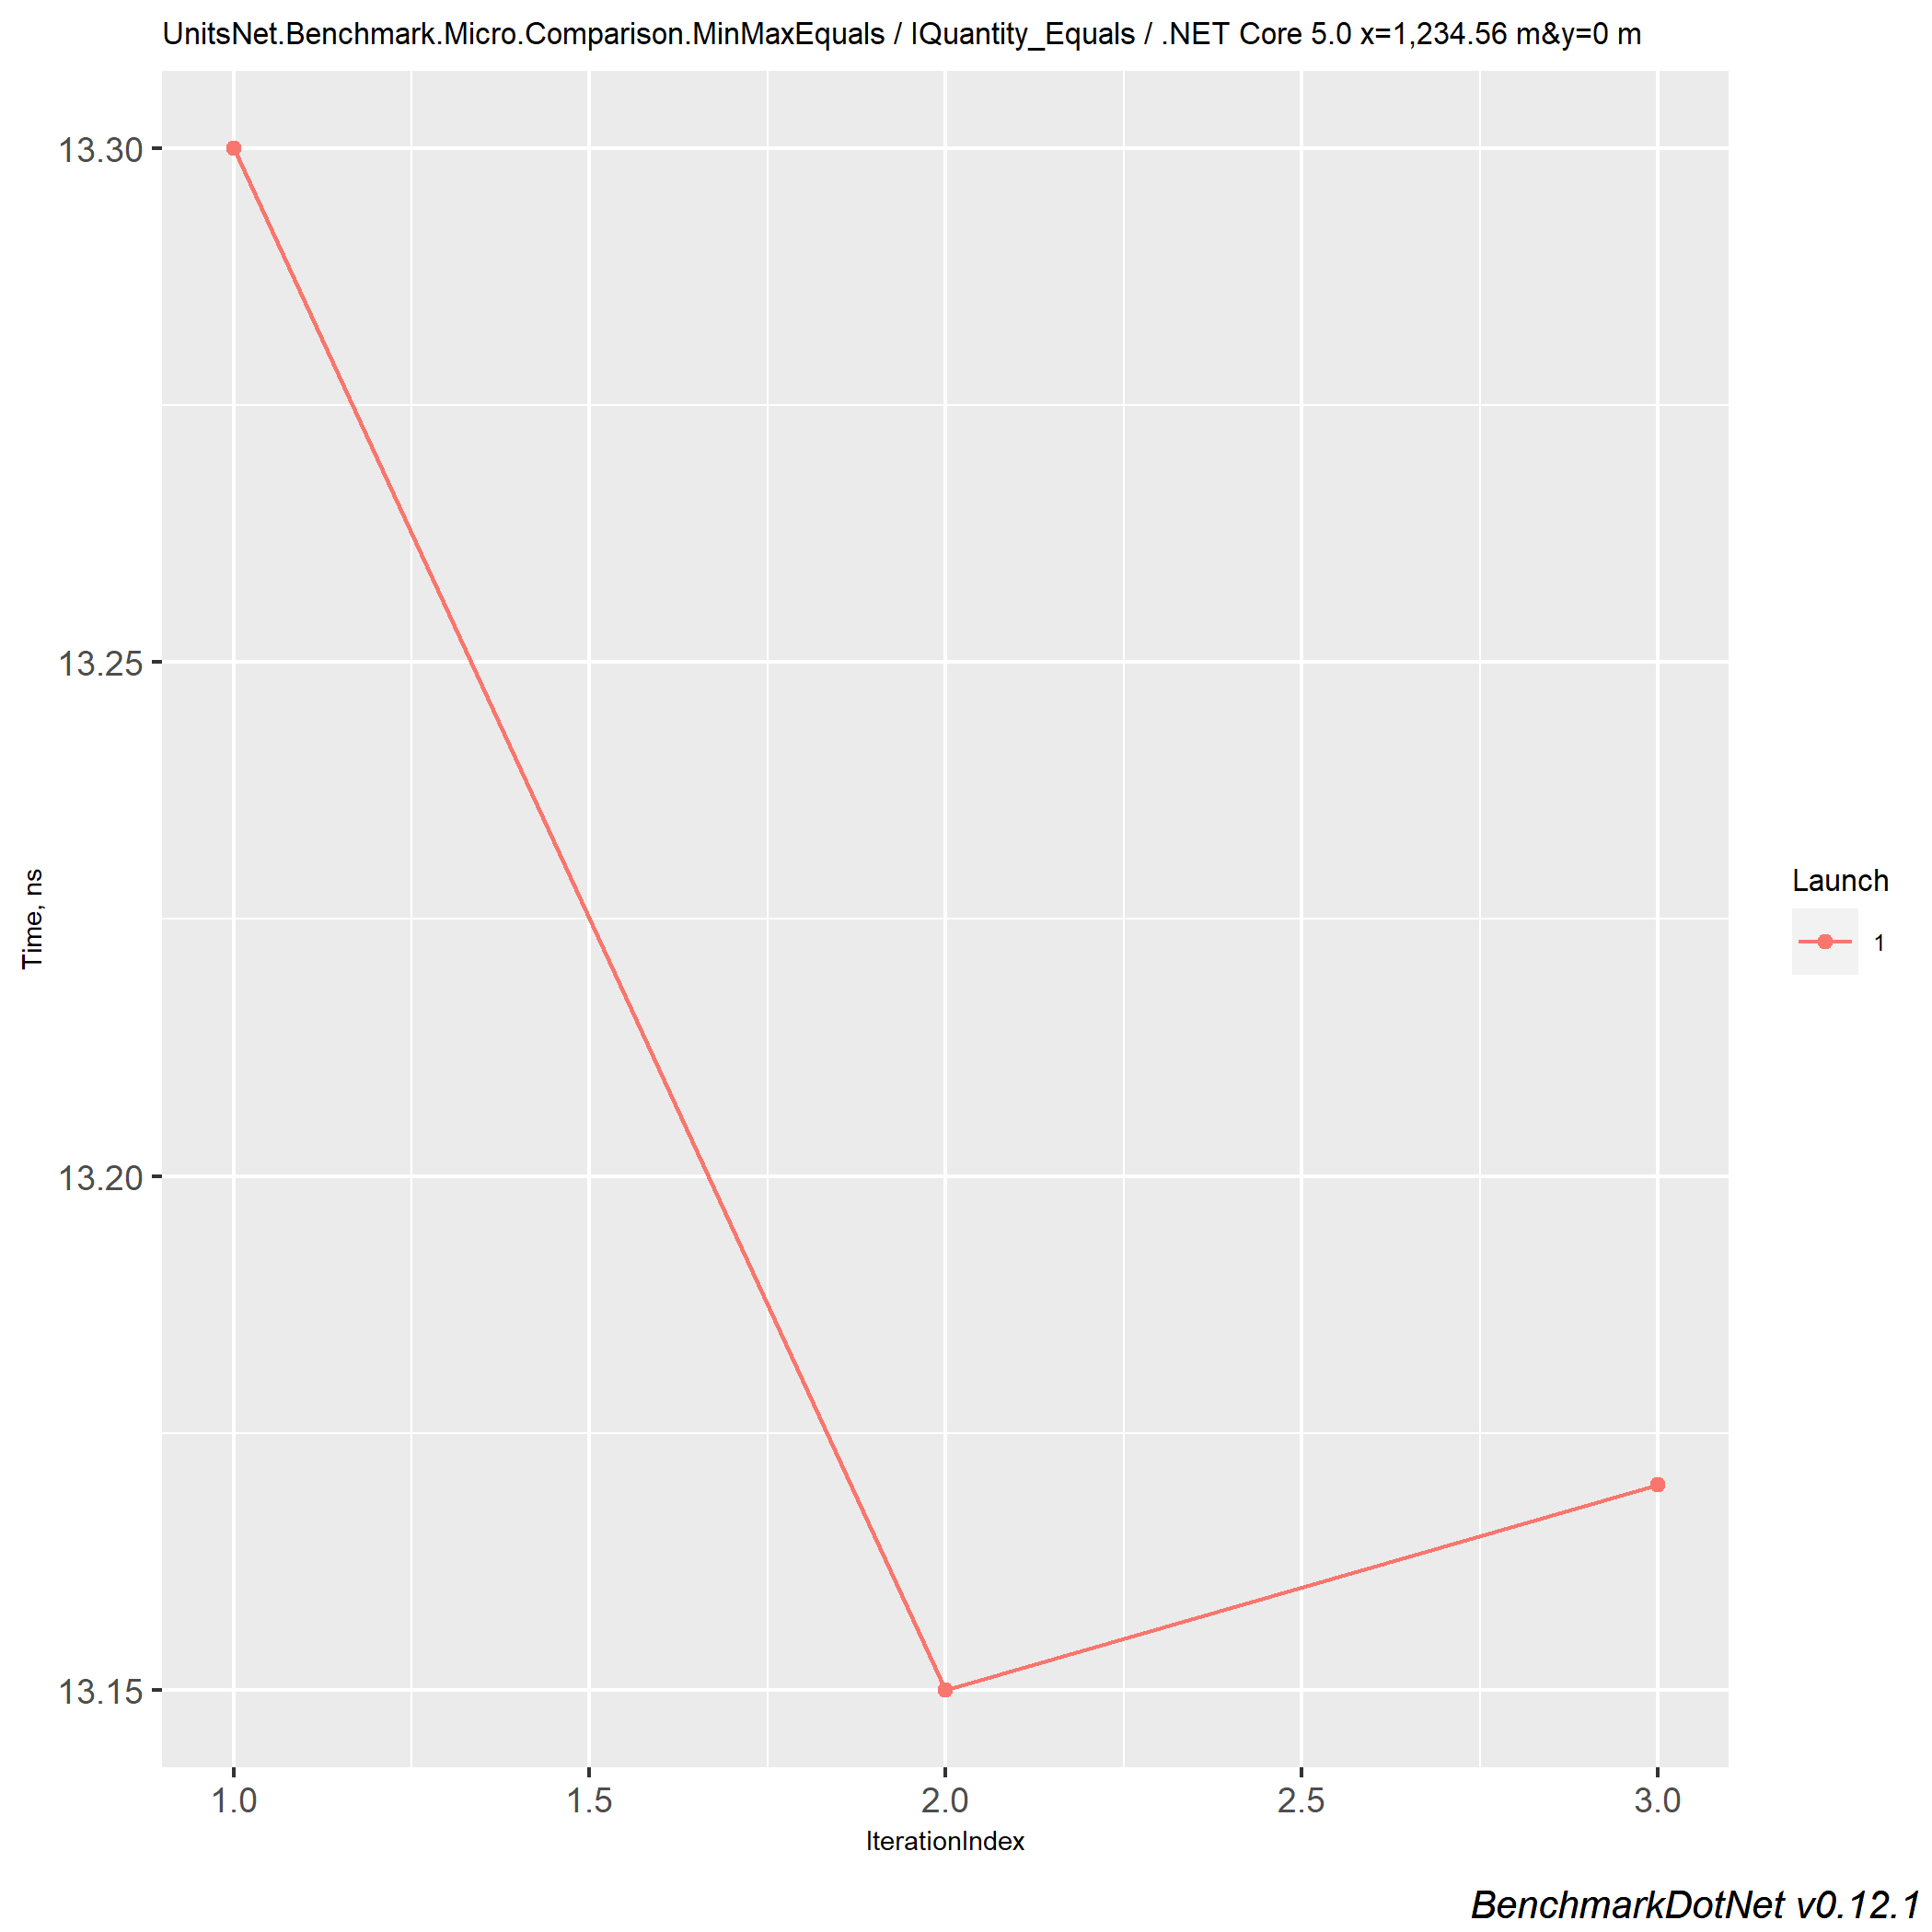 UnitsNet.Benchmark.Micro.Comparison.MinMaxEquals / IQuantity_Equals / .NET Core 5.0 x=1,234.56 m&y=0 m
13.30
13.25
13.20
13.15
Time, ns
1.0 1.5 2.0 2.5 3.0
IterationIndex
Launch
1
BenchmarkDotNet v0.12.1